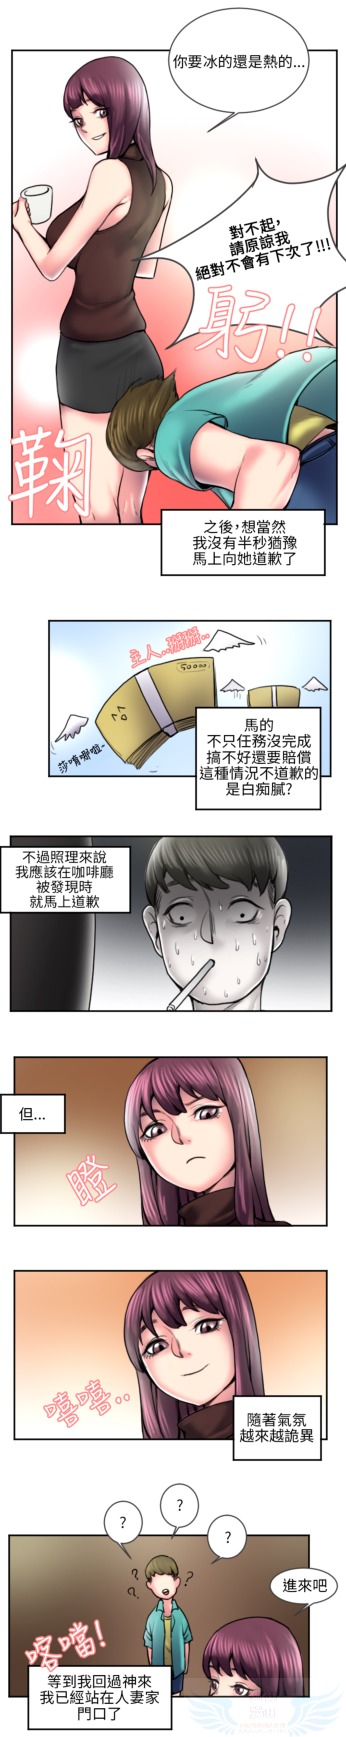 你要冰的還是熱的...
對不起,
請原諒我
絕對不會有下次了!!!
鞠
躬!!
之後,想當然
我沒有半秒猶豫
馬上向她道歉了
主人..掰掰..
50000
莎唷哪啦~
馬的
不只任務沒完成
搞不好還要賠償
這種情況不道歉的
是白痴膩?
不過照理來說
我應該在咖啡廳
被發現時
就馬上道歉
但...
瞪
嘻嘻..
隨著氣氛
越來越詭異
?
?
?
? ? ?
進來吧
喀噹!
等到我回過神來
我已經站在人妻家
門口了